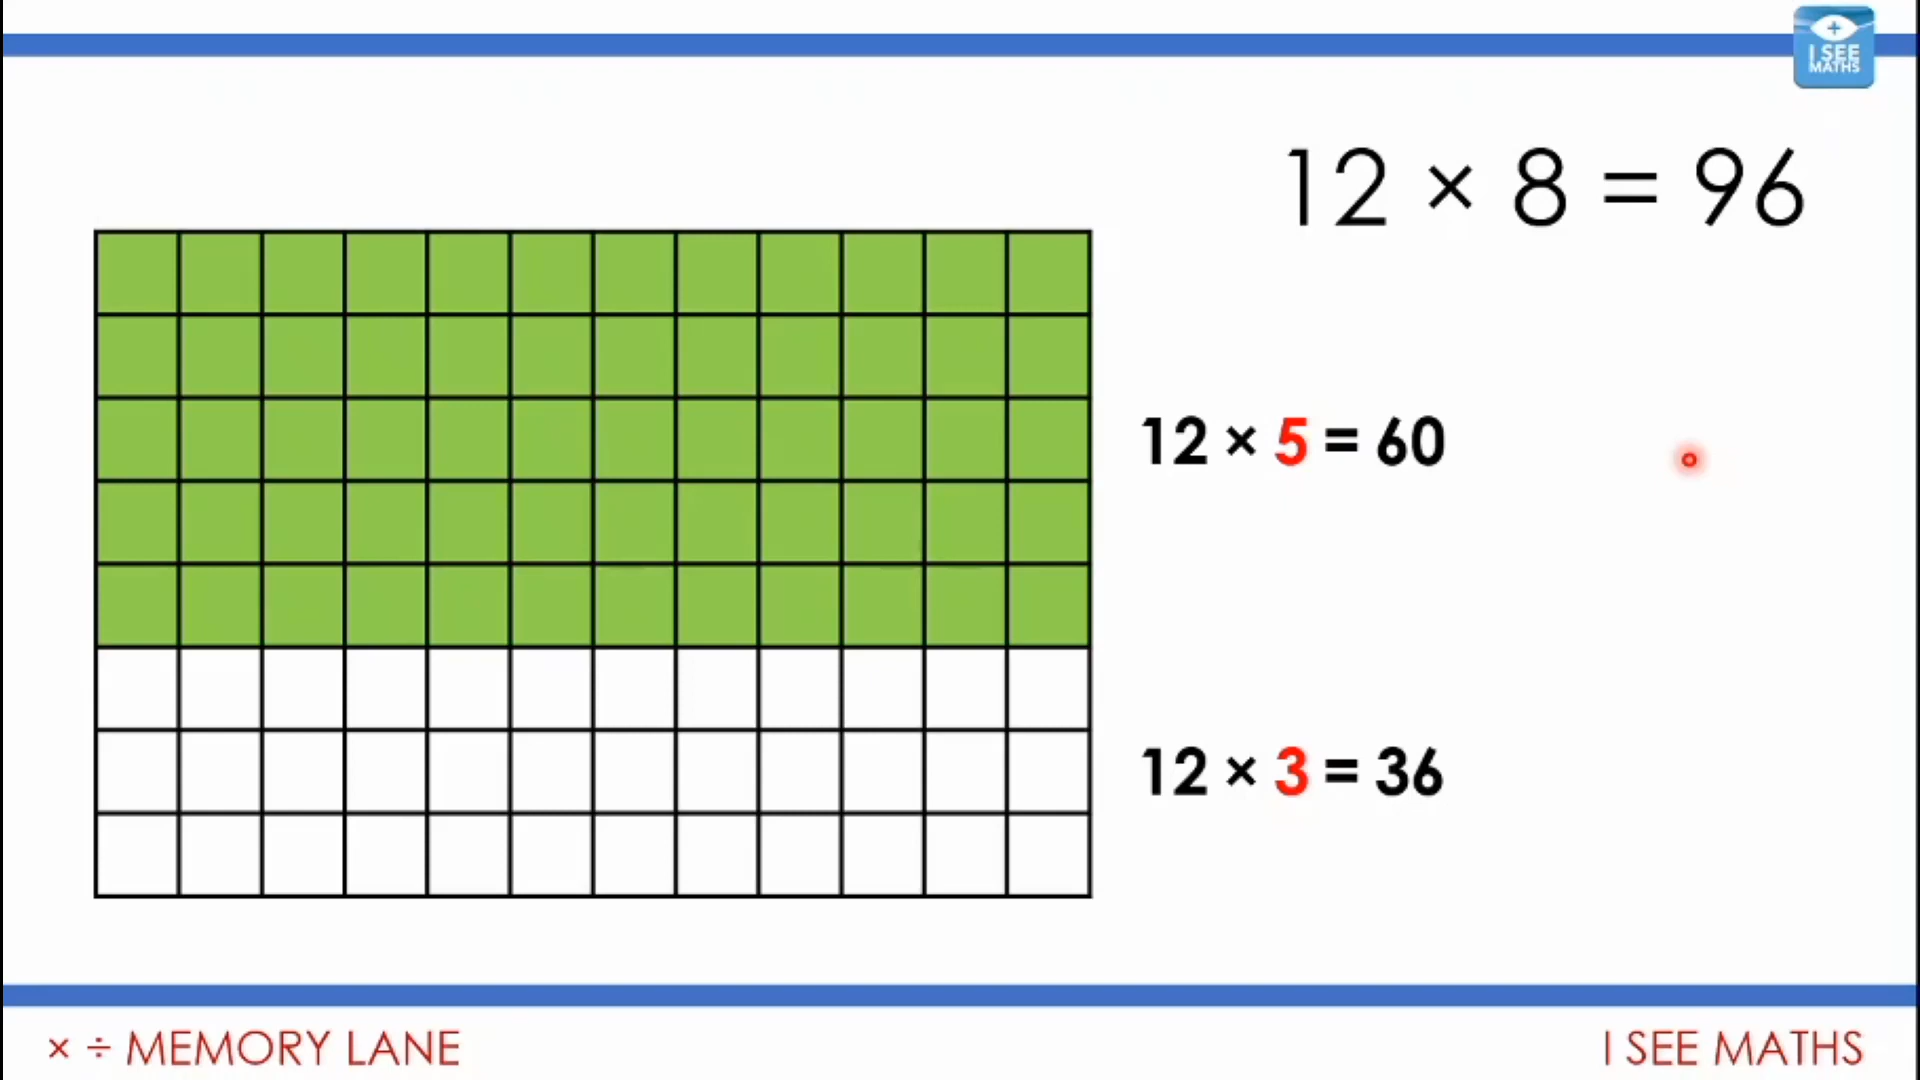 I SEE
MATHS
12 × 8 = 96
12 × 5 = 60
12 × 3 = 36
× ÷ MEMORY LANE
I SEE MATHS